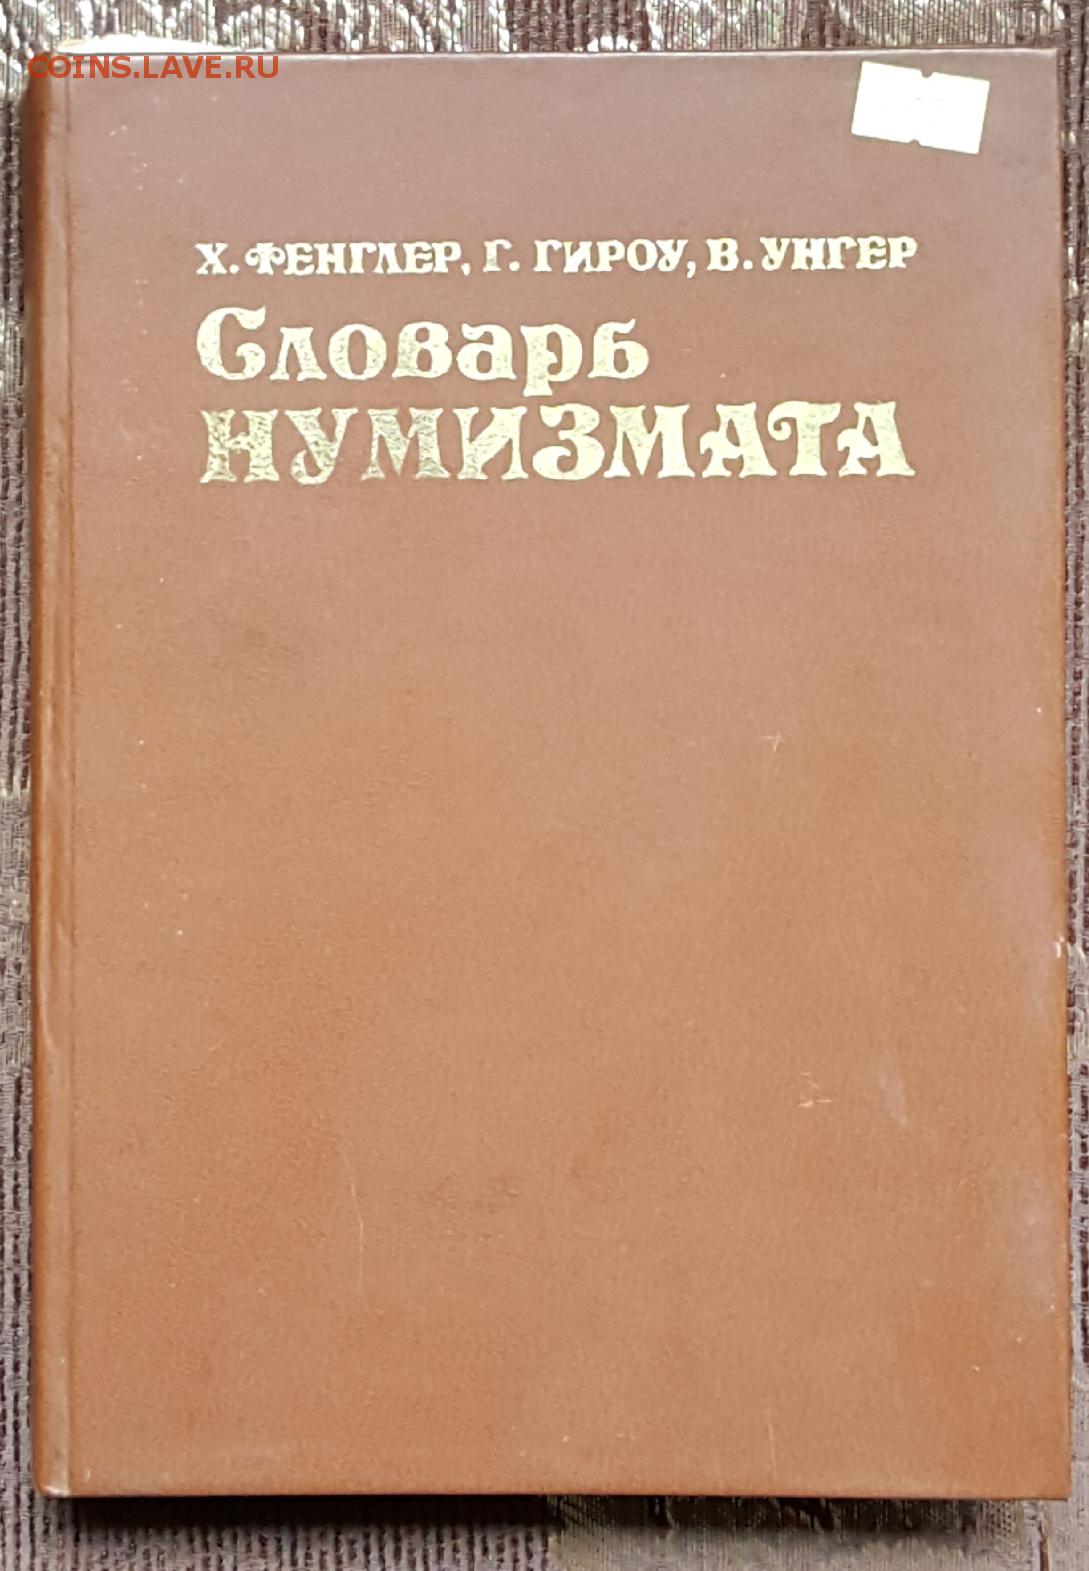 COINS.LAVE.RU
Х. ФЕНГЛЕР, Г. ГИРОУ, В. УНГЕР
Словарь
НУМИЗМАТА